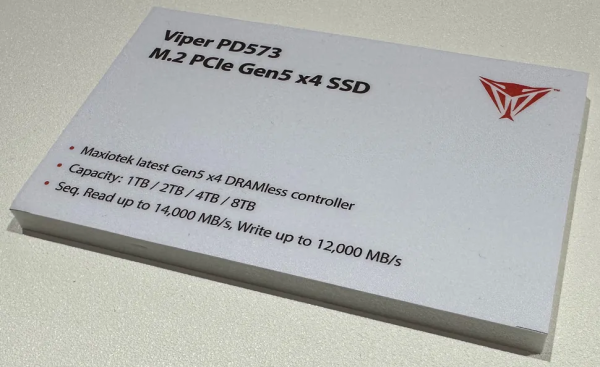 Viper PD573
M.2 PCIe Gen5 x4 SSD
• Maxiotek latest Gen5 x4 DRAMless controller
• Capacity: 1TB / 2TB / 4TB / 8TB
• Seq. Read up to 14,000 MB/s, Write up to 12,000 MB/s